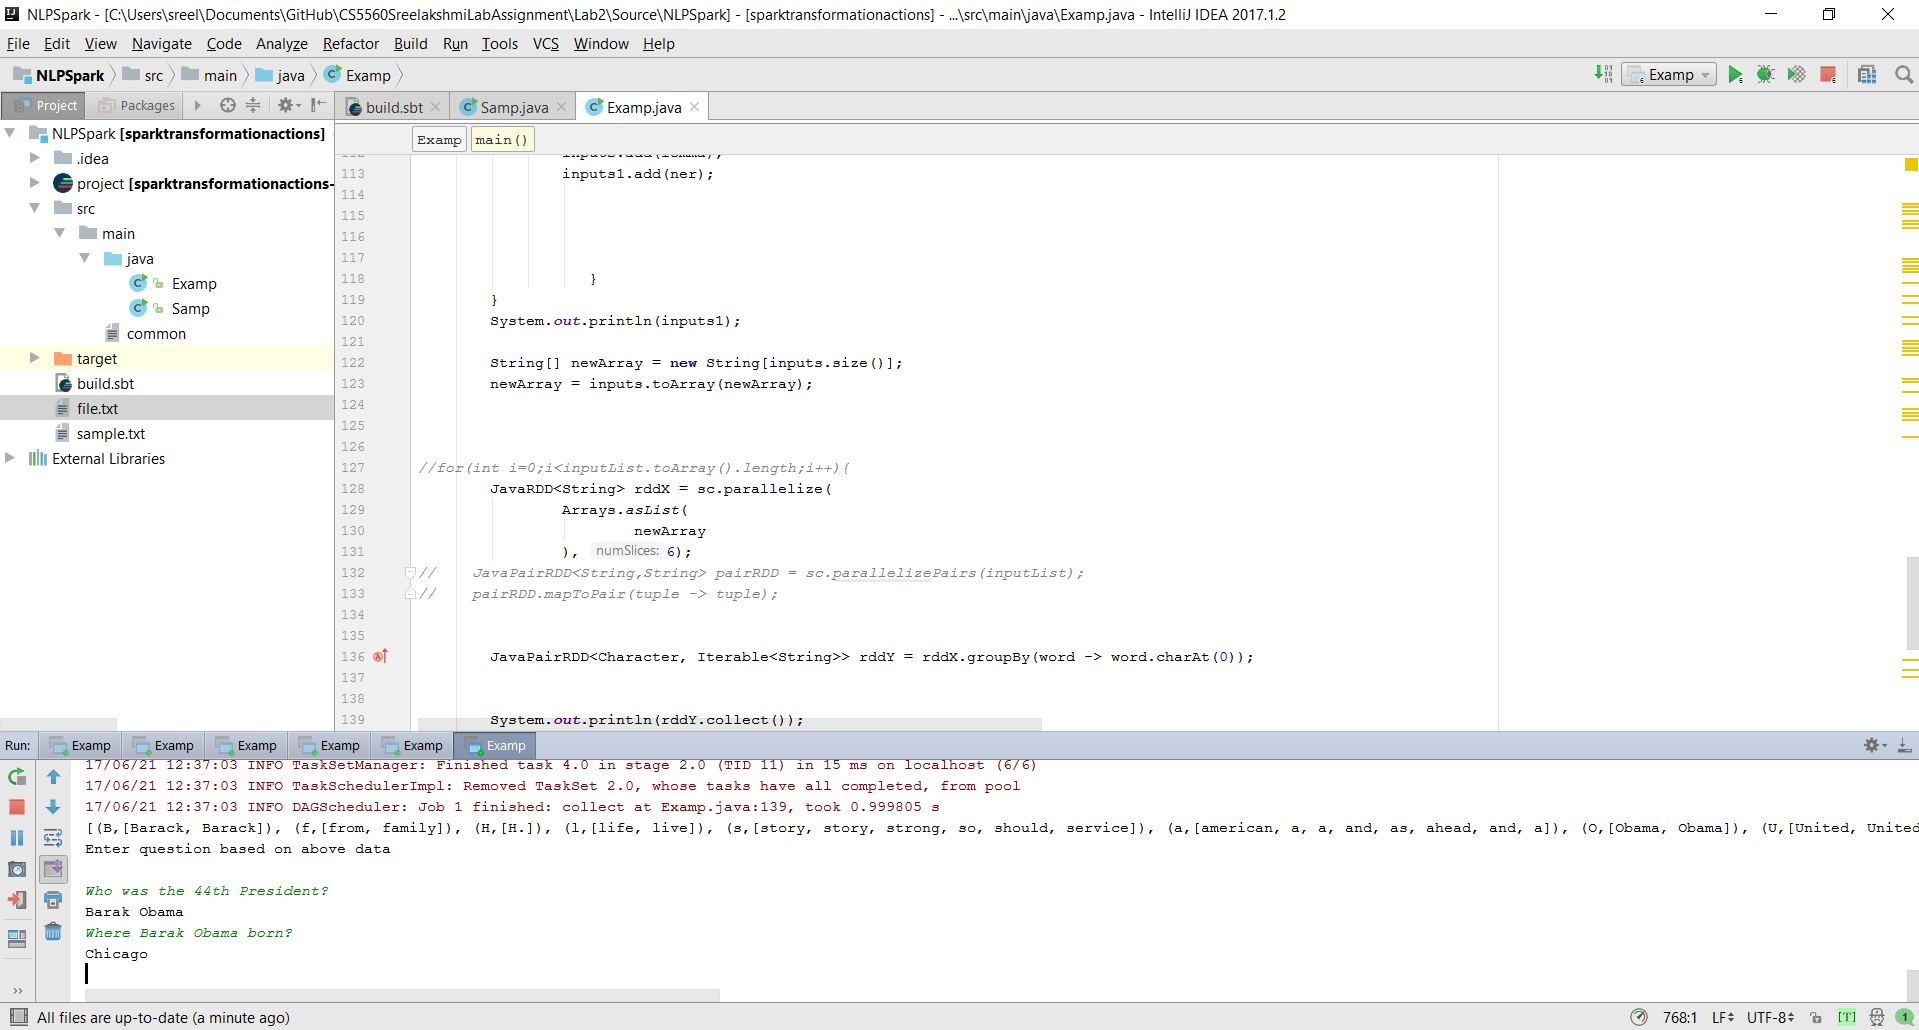 NLPSpark - [C:\Users\sreel\Documents\GitHub\CS5560SreelakshmiLabAssignment\Lab2\Source\NLPSpark] - [sparktransformationactions] - ...\src\main\java\Examp.java - IntelliJ IDEA 2017.1.2
File Edit View Navigate Code Analyze Refactor Build Run Tools VCS Window Help
NLPSpark src main java Examp Examp
Project Packages build.sbt Samp.java Examp.java
NLPSpark [sparktransformationactions]
.idea
project [sparktransformationactions-
src
main
java
Examp
Samp
common
target
build.sbt
file.txt
sample.txt
External Libraries
Examp main()
112 inputs.add(lemma);
113 inputs1.add(ner);
114
115
116
117
118 }
119 }
120 System.out.println(inputs1);
121
122 String[] newArray = new String[inputs.size()];
123 newArray = inputs.toArray(newArray);
124
125
126
127 //for(int i=0;i<inputList.toArray().length;i++){
128 JavaRDD<String> rddX = sc.parallelize(
129 Arrays.asList(
130 newArray
131 ), numSlices: 6);
132 // JavaPairRDD<String,String> pairRDD = sc.parallelizePairs(inputList);
133 // pairRDD.mapToPair(tuple -> tuple);
134
135
136 JavaPairRDD<Character, Iterable<String>> rddY = rddX.groupBy(word -> word.charAt(0));
137
138
139 System.out.println(rddY.collect());
Run: Examp Examp Examp Examp Examp Examp
17/06/21 12:37:03 INFO TaskSetManager: Finished task 4.0 in stage 2.0 (TID 11) in 15 ms on localhost (6/6)
17/06/21 12:37:03 INFO TaskSchedulerImpl: Removed TaskSet 2.0, whose tasks have all completed, from pool
17/06/21 12:37:03 INFO DAGScheduler: Job 1 finished: collect at Examp.java:139, took 0.999805 s
[(B,[Barack, Barack]), (f,[from, family]), (H,[H.]), (l,[life, live]), (s,[story, story, strong, so, should, service]), (a,[american, a, a, and, as, ahead, and, a]), (O,[Obama, Obama]), (U,[United, United
Enter question based on above data
Who was the 44th President?
Barak Obama
Where Barak Obama born?
Chicago
All files are up-to-date (a minute ago) 768:1 LF UTF-8 [T] 1